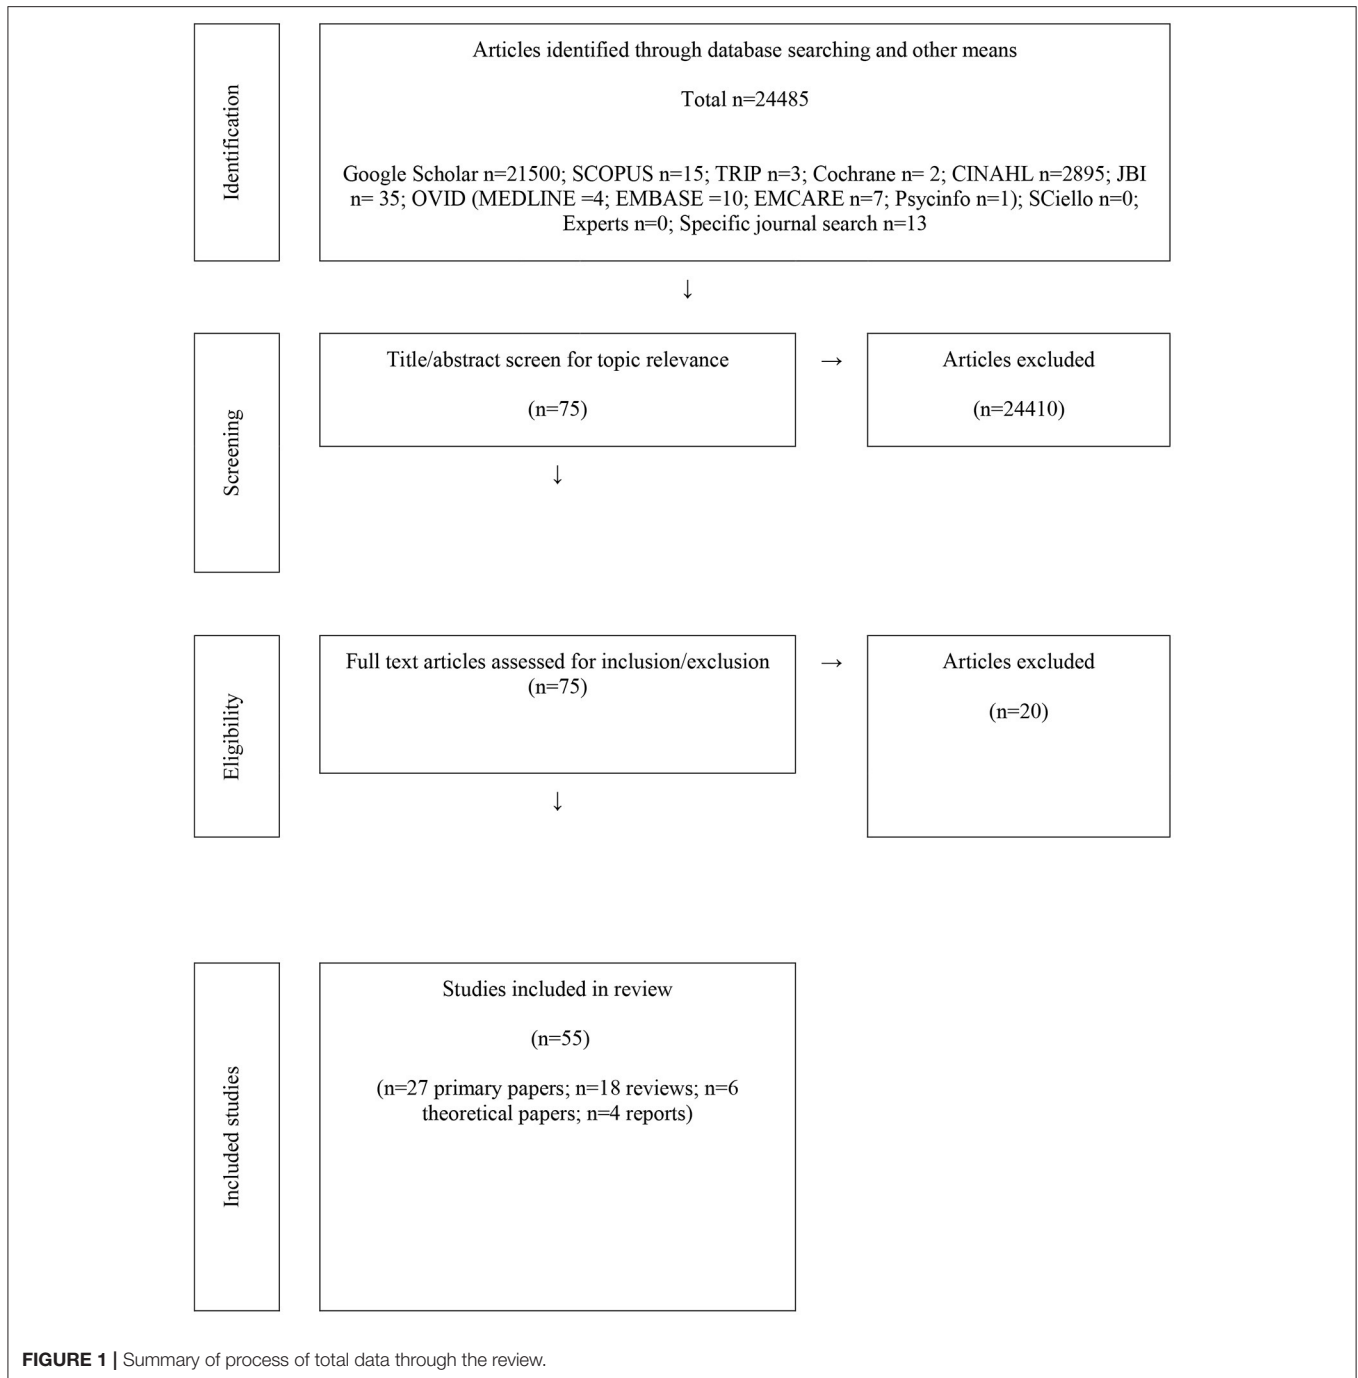 Identification
Articles identified through database searching and other means
Total n=24485
Google Scholar n=21500; SCOPUS n=15; TRIP n=3; Cochrane n= 2; CINAHL n=2895; JBI
n= 35; OVID (MEDLINE =4; EMBASE =10; EMCARE n=7; Psycinfo n=1); SCiello n=0;
Experts n=0; Specific journal search n=13
↓
Screening
Title/abstract screen for topic relevance
(n=75)
→
Articles excluded
(n=24410)
↓
Eligibility
Full text articles assessed for inclusion/exclusion
(n=75)
→
Articles excluded
(n=20)
↓
Included studies
Studies included in review
(n=55)
(n=27 primary papers; n=18 reviews; n=6
theoretical papers; n=4 reports)
FIGURE 1 | Summary of process of total data through the review.